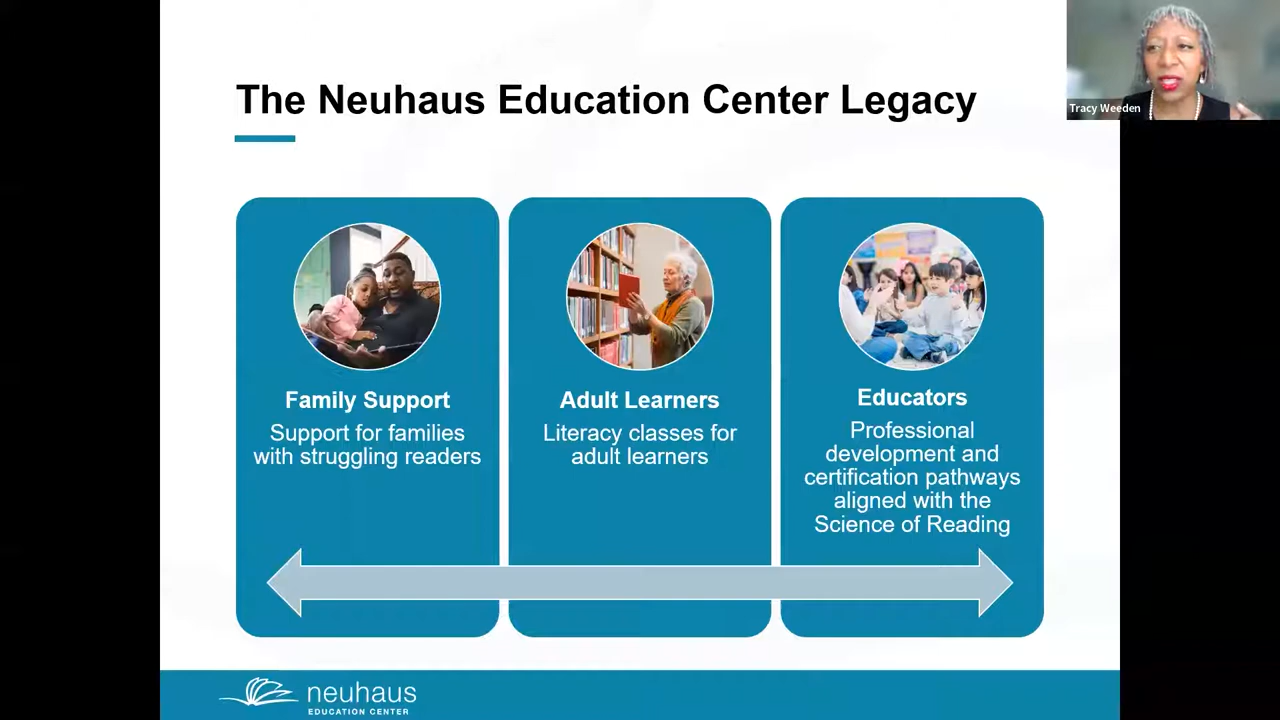 The Neuhaus Education Center Legacy
Tracy Weeden
Family Support
Support for families
with struggling readers
Adult Learners
Literacy classes for
adult learners
Educators
Professional
development and
certification pathways
aligned with the
Science of Reading
neuhaus
EDUCATION CENTER